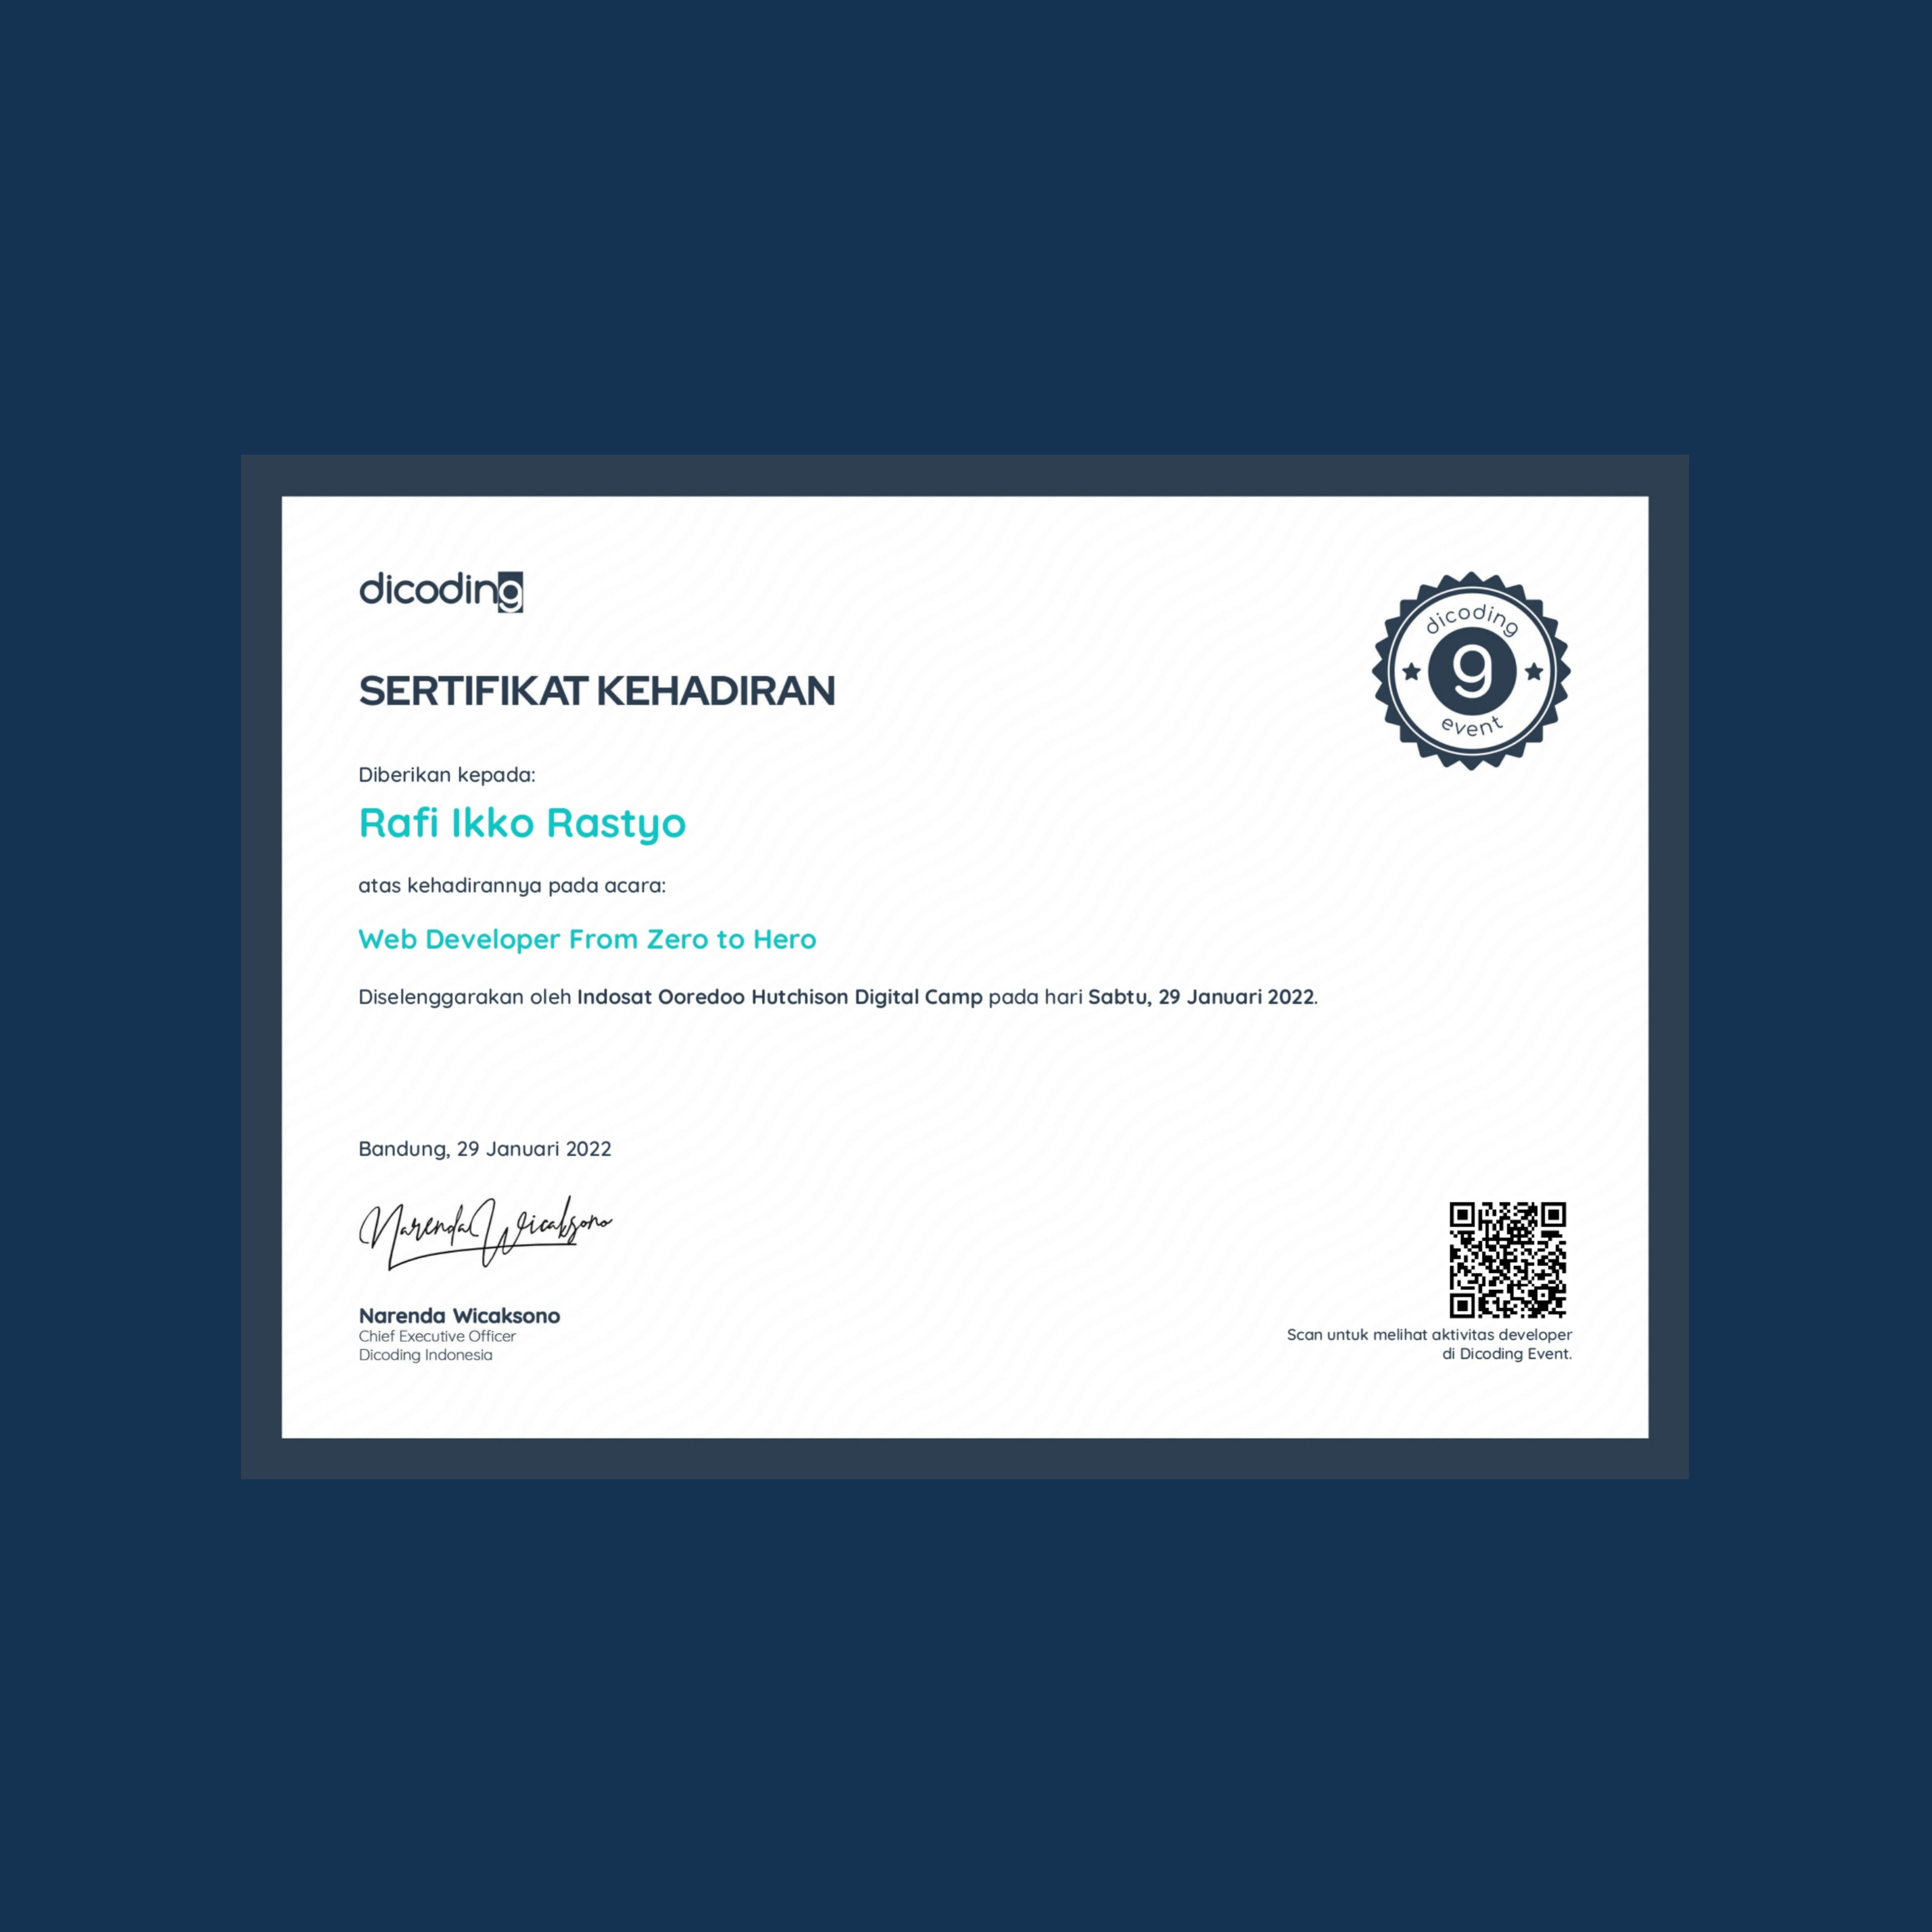 dicoding
SERTIFIKAT KEHADIRAN
dicoding
g
event
Diberikan kepada:
Rafi Ikko Rastyo
atas kehadirannya pada acara:
Web Developer From Zero to Hero
Diselenggarakan oleh Indosat Ooredoo Hutchison Digital Camp pada hari Sabtu, 29 Januari 2022.
Bandung, 29 Januari 2022
Narenda Wicaksono
Narenda Wicaksono
Chief Executive Officer
Dicoding Indonesia
Scan untuk melihat aktivitas developer
di Dicoding Event.